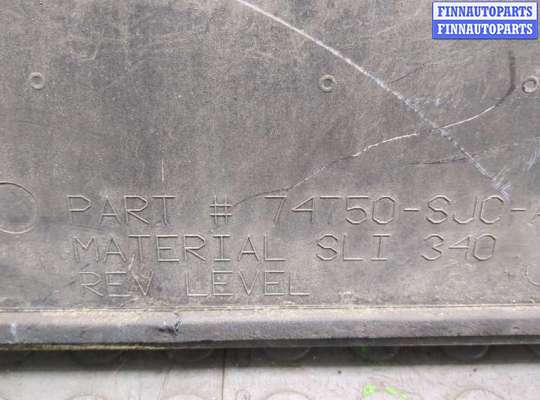 FINNAUTOPARTS
FINNAUTOPARTS
PART # 74750-SJC-A
MATERIAL SLI 340
REV LEVEL